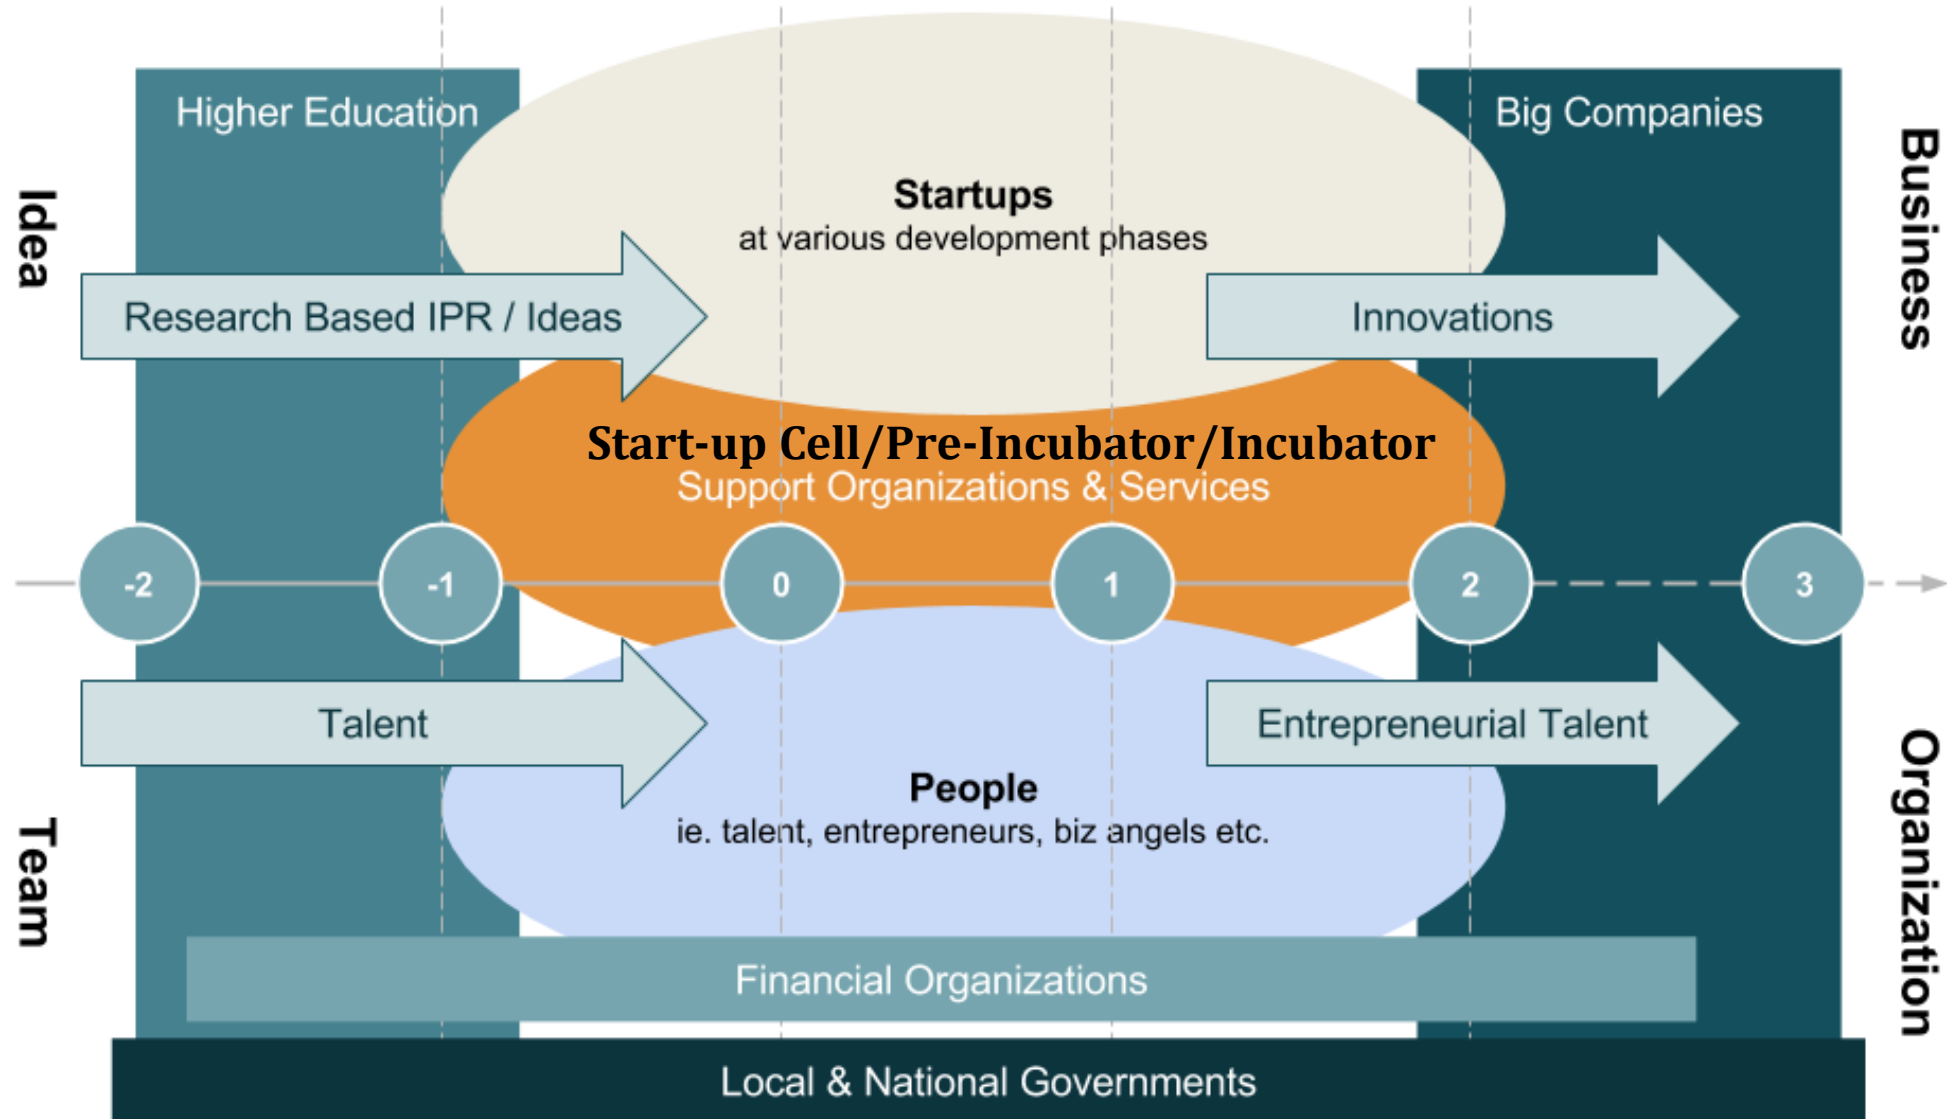 Higher Education
Big Companies
Idea
Business
Startups
at various development phases
Research Based IPR / Ideas
Innovations
Start-up Cell/Pre-Incubator/Incubator
Support Organizations & Services
-2
-1
0
1
2
3
Talent
Entrepreneurial Talent
Team
Organization
People
ie. talent, entrepreneurs, biz angels etc.
Financial Organizations
Local & National Governments